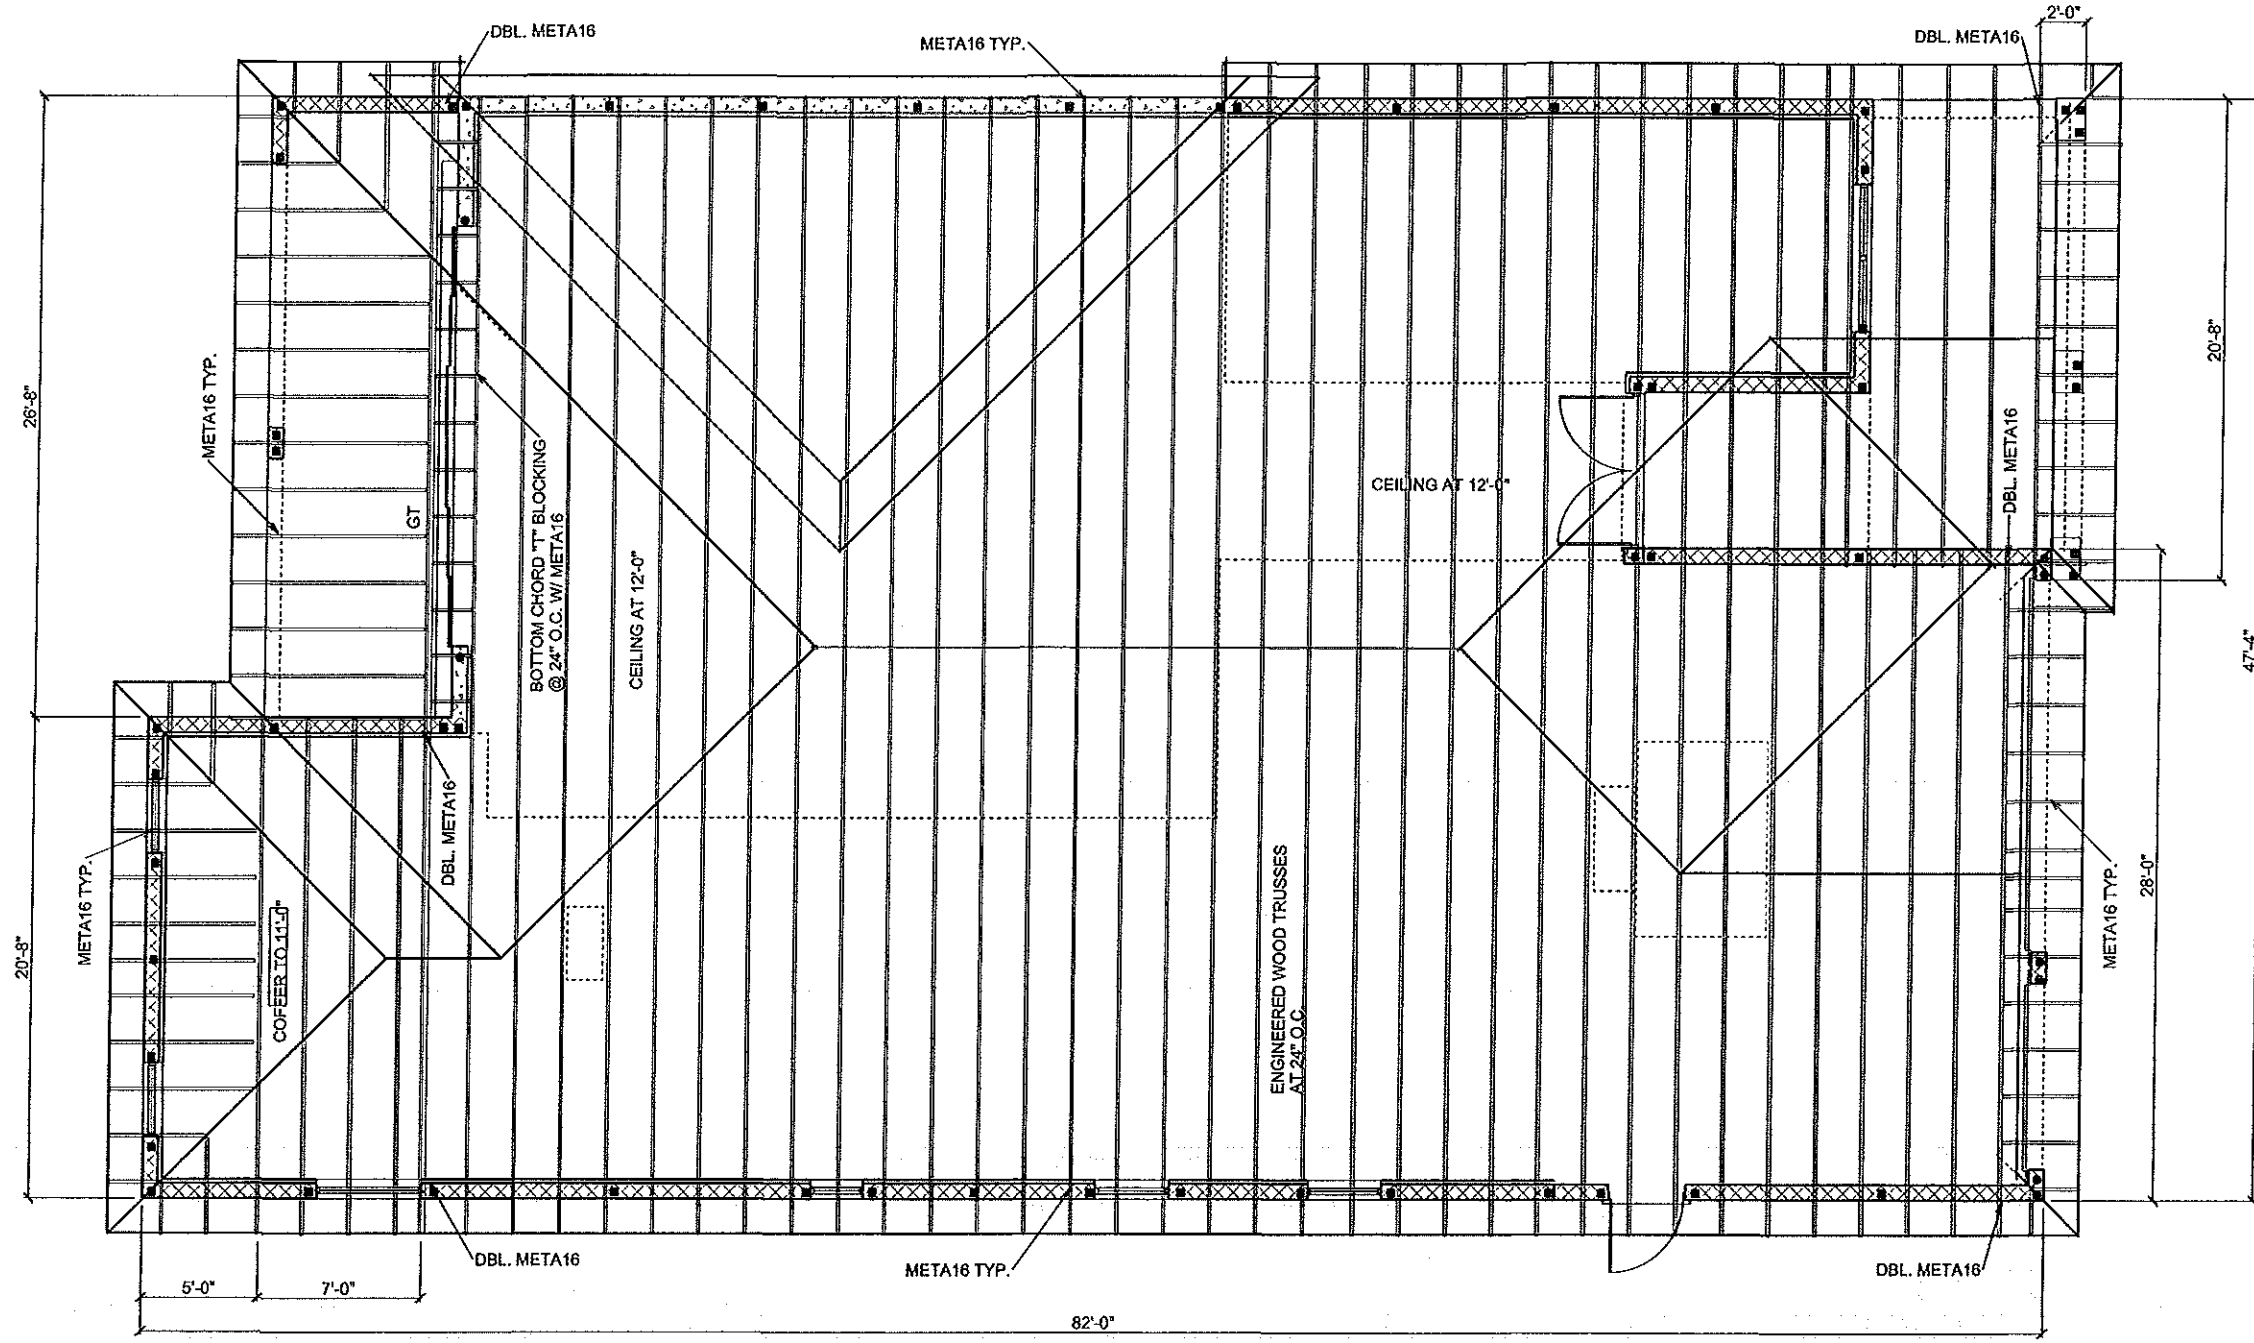 2'-0"
DBL. META16
META16 TYP.
DBL. META16
26'-8"
20'-8"
META16 TYP.
GT
BOTTOM CHORD "T" BLOCKING
@ 24" O.C. W/ META16
CEILING AT 12'-0"
CEILING AT 12'-0"
DBL. META16
47'-4"
DBL. META16
META16 TYP.
COFFER TO 11'-0"
20'-8"
ENGINEERED WOOD TRUSSES
AT 24" O.C.
META16 TYP.
28'-0"
DBL. META16
META16 TYP.
DBL. META16
5'-0"
7'-0"
82'-0"